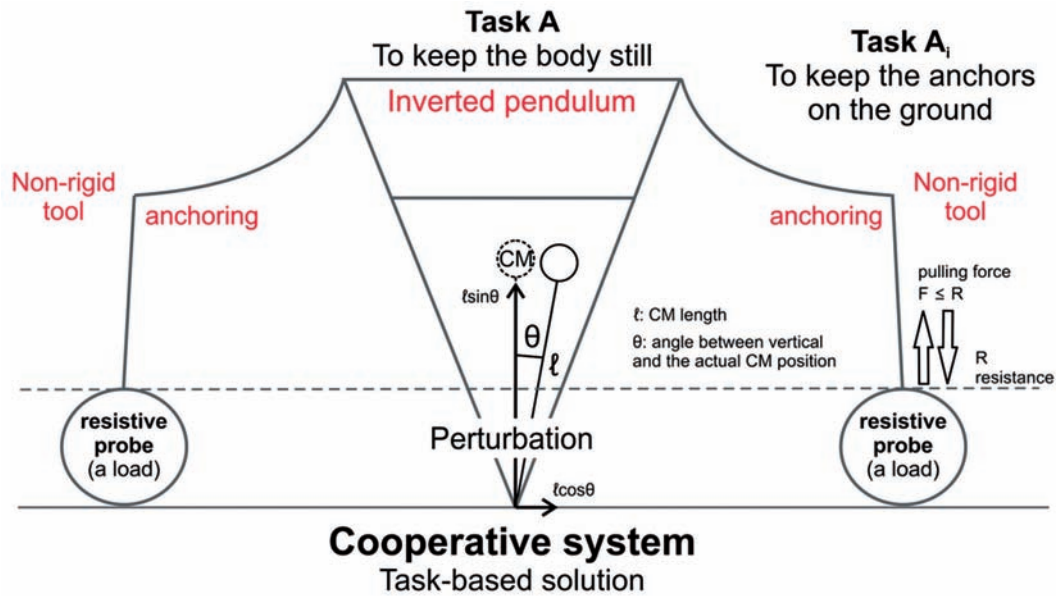 Task A
To keep the body still
Inverted pendulum
Task Aᵢ
To keep the anchors
on the ground
Non-rigid
tool
anchoring
anchoring
Non-rigid
tool
CM
ℓsinθ
θ
ℓ
ℓ: CM length
θ: angle between vertical
and the actual CM position
pulling force
F ≤ R
R
resistance
resistive
probe
(a load)
Perturbation
resistive
probe
(a load)
ℓcosθ
Cooperative system
Task-based solution